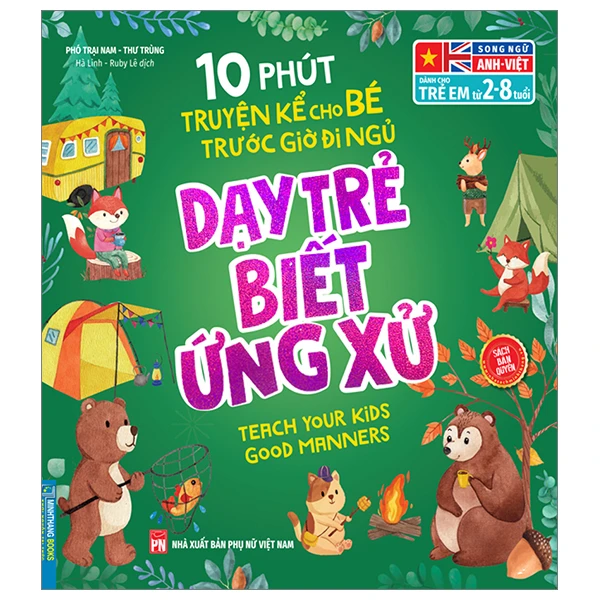 PHÓ TRẠI NAM - THƯ TRÙNG
Hà Linh - Ruby Lê dịch
SONG NGỮ
ANH-VIỆT
DÀNH CHO
TRẺ EM từ 2-8 tuổi
10 PHÚT
TRUYỆN KỂ CHO BÉ
TRƯỚC GIỜ ĐI NGỦ
DẠY TRẺ
BIẾT
ỨNG XỬ
SÁCH BẢN QUYỀN
TEACH YOUR KIDS
GOOD MANNERS
MINHTHANG BOOKS
PN
NHÀ XUẤT BẢN PHỤ NỮ VIỆT NAM